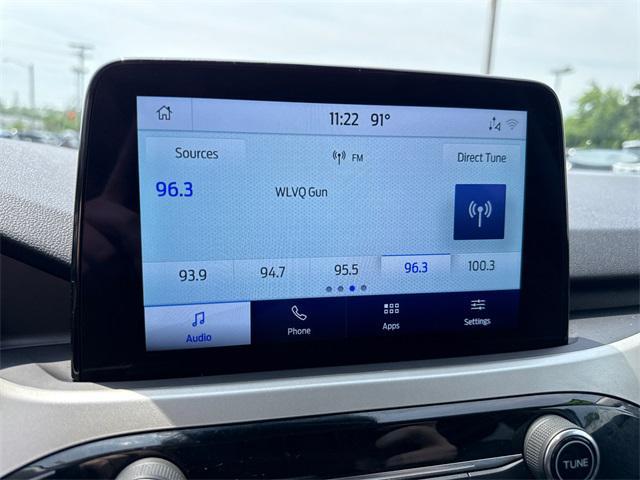 11:22 91°
Sources
FM
Direct Tune
96.3
WLVQ Gun
93.9 94.7 95.5 96.3 100.3
Audio Phone Apps Settings
TUNE